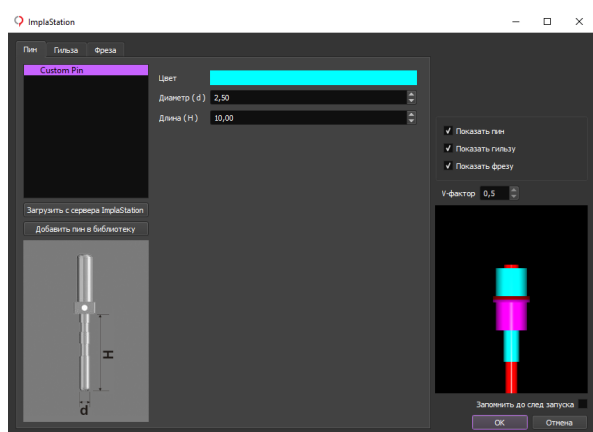 ImplaStation
Пин Гильза Фреза
Custom Pin
Цвет
Диаметр ( d ) 2,50
Длина ( H ) 10,00
Показать пин
Показать гильзу
Показать фрезу
V-фактор 0,5
Загрузить с сервера ImplaStation
Добавить пин в библиотеку
H
d
Запомнить до след запуска
OK Отмена